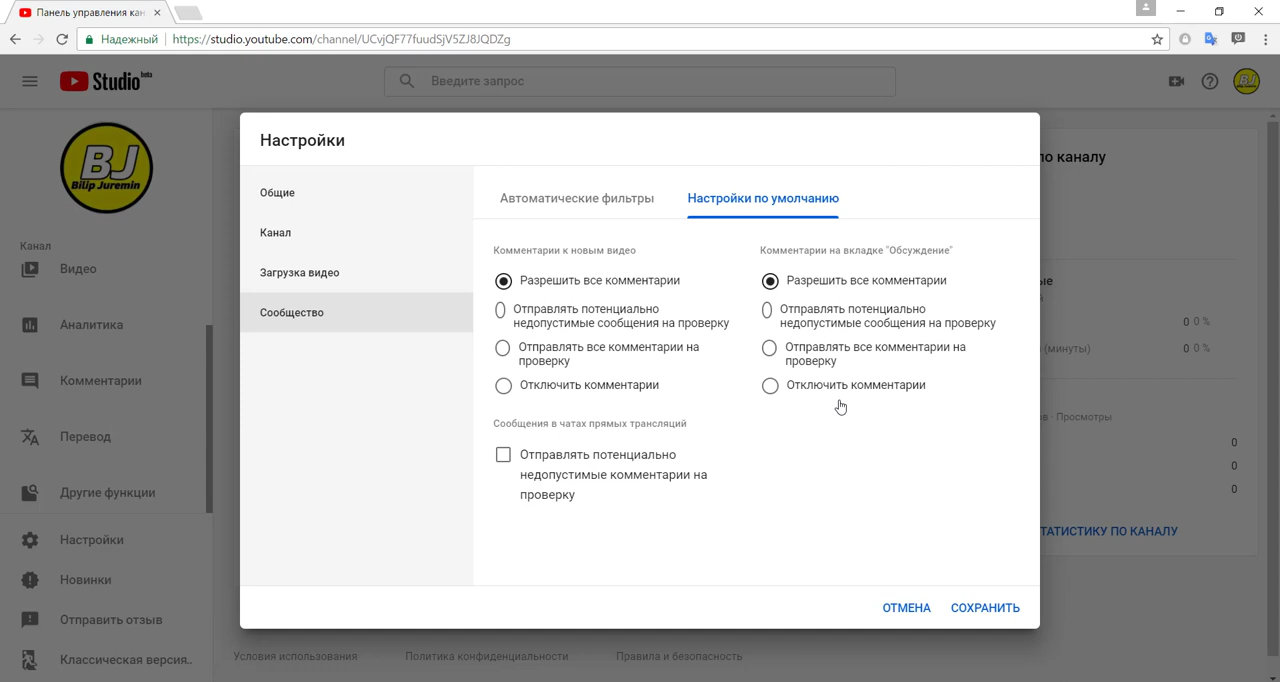 Панель управления кан
Надежный
https://studio.youtube.com/channel/UCvjQF77fuudSjV5ZJ8JQDZg
Studio beta
Введите запрос
BJ
BJ
Bilip Juremin
Канал
Видео
Аналитика
Комментарии
Перевод
Другие функции
Настройки
Новинки
Отправить отзыв
Классическая версия..
Настройки
Общие
Канал
Загрузка видео
Сообщество
Автоматические фильтры
Настройки по умолчанию
Комментарии к новым видео
Разрешить все комментарии
Отправлять потенциально
недопустимые сообщения на проверку
Отправлять все комментарии на
проверку
Отключить комментарии
Комментарии на вкладке "Обсуждение"
Разрешить все комментарии
Отправлять потенциально
недопустимые сообщения на проверку
Отправлять все комментарии на
проверку
Отключить комментарии
Сообщения в чатах прямых трансляций
Отправлять потенциально
недопустимые комментарии на
проверку
ОТМЕНА
СОХРАНИТЬ
по каналу
0 0 %
(минуты)
0 0 %
· Просмотры
0
0
0
ТАТИСТИКУ ПО КАНАЛУ
Условия использования
Политика конфиденциальности
Правила и безопасность